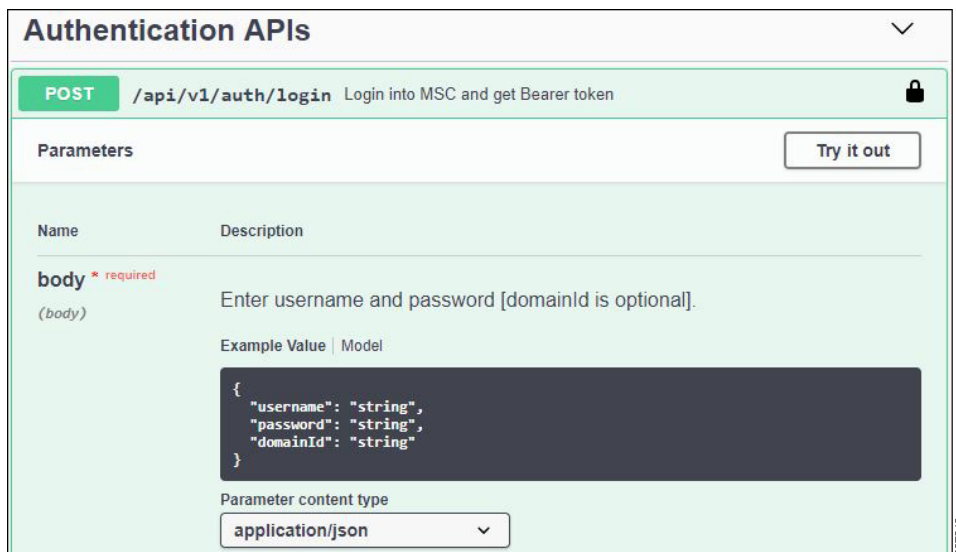 Authentication APIs
POST /api/v1/auth/login Login into MSC and get Bearer token
Parameters
Try it out
Name Description
body * required
(body)
Enter username and password [domainId is optional].
Example Value | Model
{
"username": "string",
"password": "string",
"domainId": "string"
}
Parameter content type
application/json